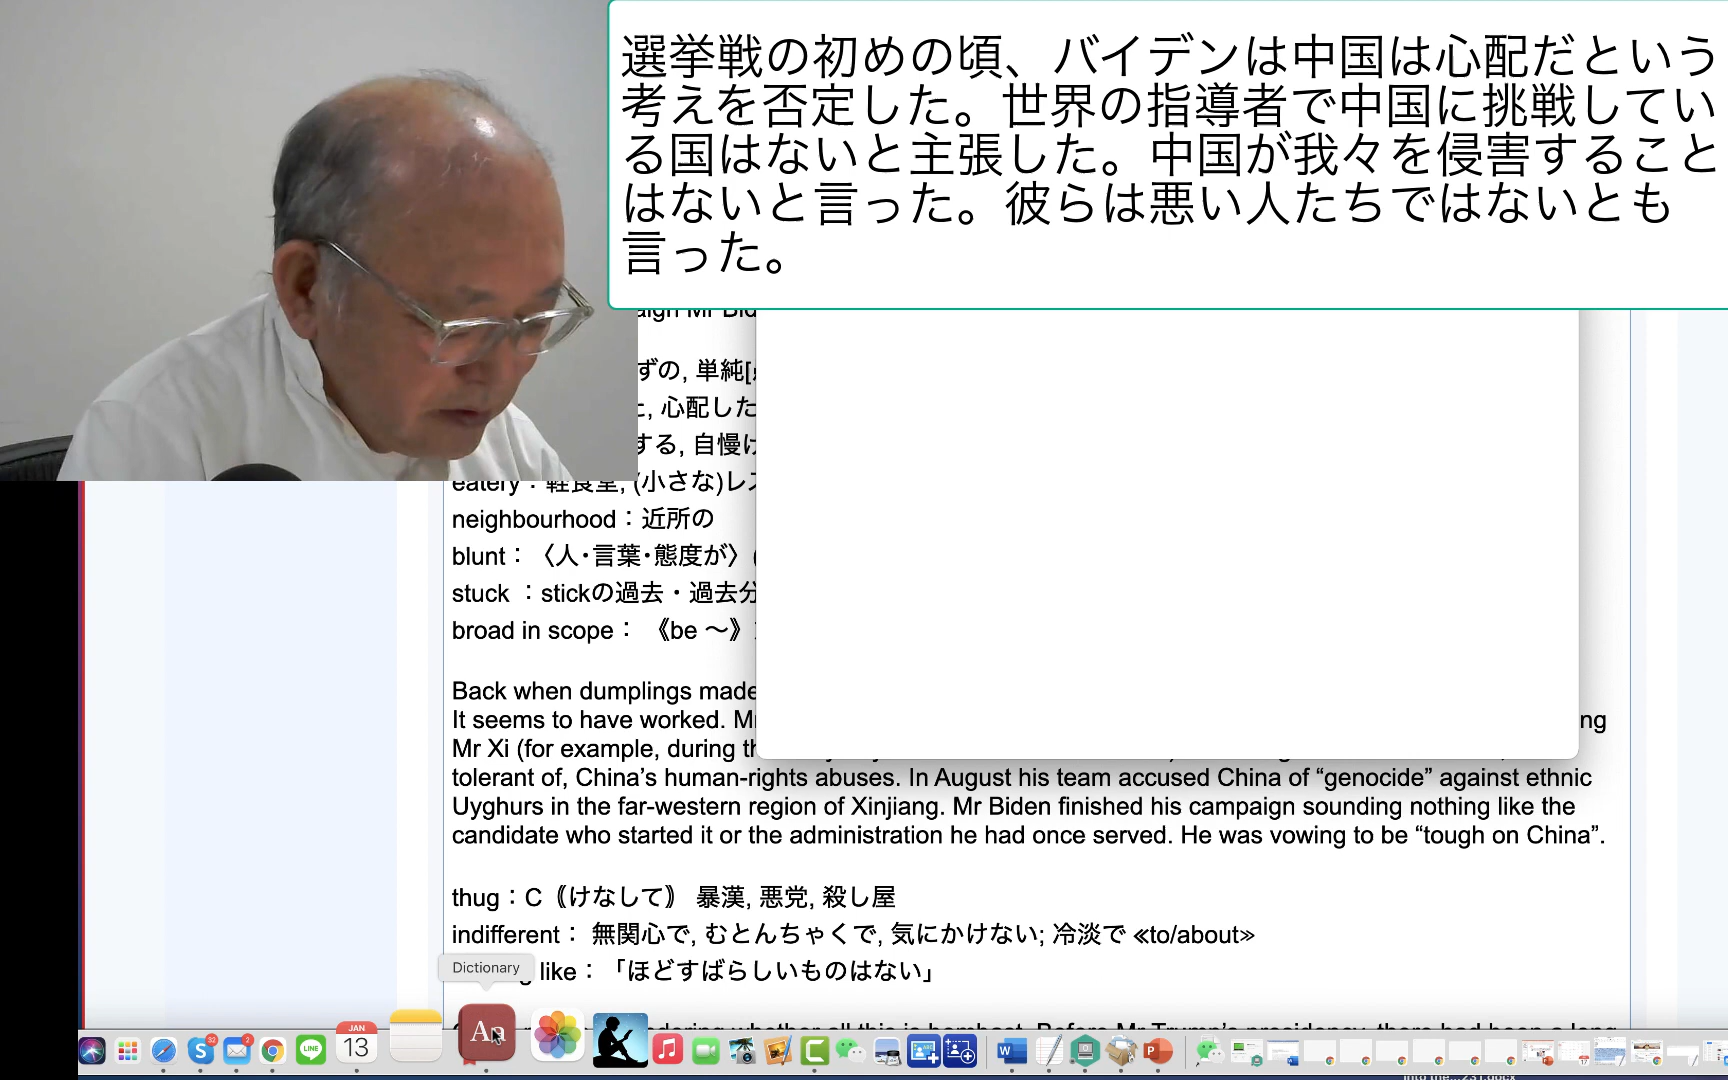 選挙戦の初めの頃、バイデンは中国は心配だという
考えを否定した。世界の指導者で中国に挑戦してい
る国はないと主張した。中国が我々を侵害すること
はないと言った。彼らは悪い人たちではないとも
言った。
ずの, 単純
, 心配した
する, 自慢
eatery：軽食堂, (小さな)レ
neighbourhood：近所の
blunt：〈人･言葉･態度が〉
stuck ：stickの過去・過去分
broad in scope： 《be ～》
Back when dumplings made
It seems to have worked. ng
Mr Xi (for example, during
tolerant of, China’s human-rights abuses. In August his team accused China of “genocide” against ethnic
Uyghurs in the far-western region of Xinjiang. Mr Biden finished his campaign sounding nothing like the
candidate who started it or the administration he had once served. He was vowing to be “tough on China”.
thug：C｟けなして｠ 暴漢, 悪党, 殺し屋
indifferent： 無関心で, むとんちゃくで, 気にかけない; 冷淡で ≪to/about≫
Dictionary
like：「ほどすばらしいものはない」
Aa
JAN
13
32
2
LINE